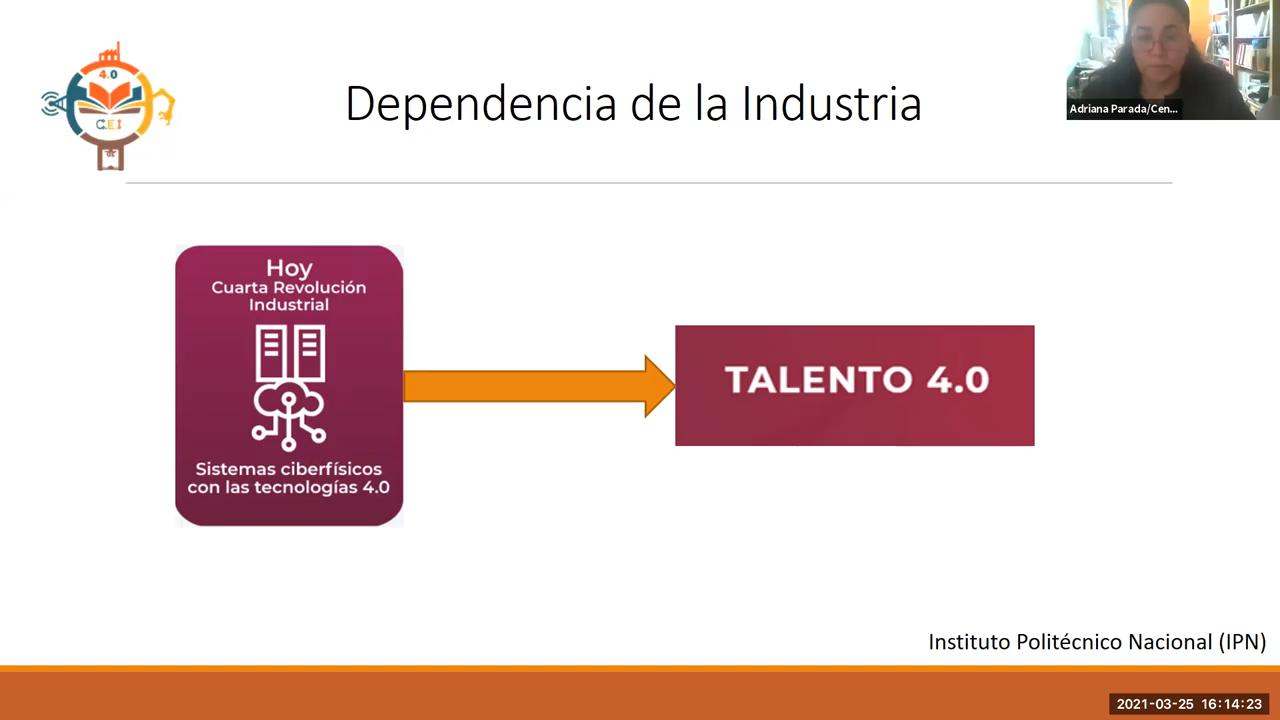 4.0
C.E.I
Dependencia de la Industria
Adriana Parada/Cen...
Hoy
Cuarta Revolución
Industrial
Sistemas ciberfísicos
con las tecnologías 4.0
TALENTO 4.0
Instituto Politécnico Nacional (IPN)
2021-03-25 16:14:23